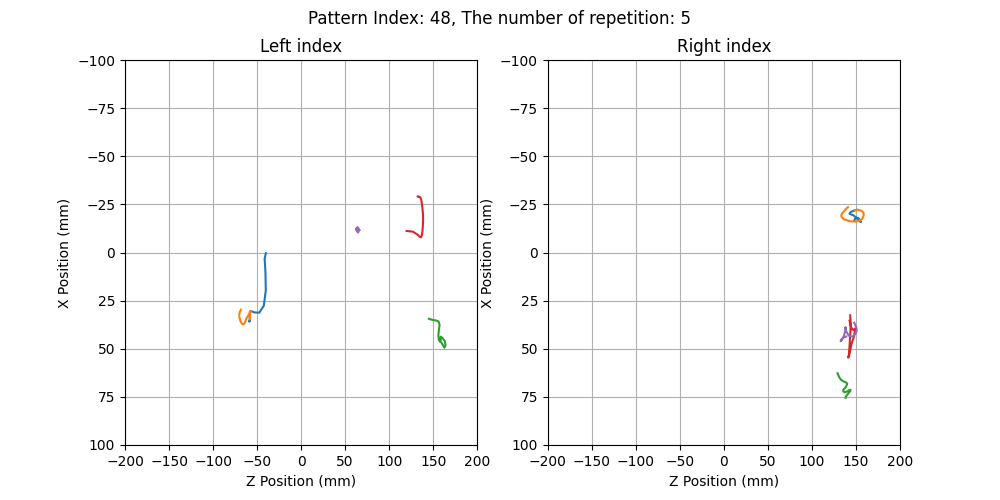 Pattern Index: 48, The number of repetition: 5
Left index
Right index
−100
−75
−50
−25
0
25
50
75
100
X Position (mm)
−200 −150 −100 −50 0 50 100 150 200
Z Position (mm)
−100
−75
−50
−25
0
25
50
75
100
X Position (mm)
−200 −150 −100 −50 0 50 100 150 200
Z Position (mm)